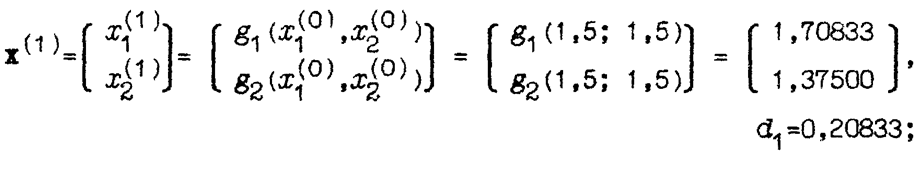 𝐱^(1) = [ x_1^(1) ; x_2^(1) ] = [ g_1(x_1^(0), x_2^(0)) ; g_2(x_1^(0), x_2^(0)) ] = [ g_1(1,5; 1,5) ; g_2(1,5; 1,5) ] = [ 1,70833 ; 1,37500 ],
d_1=0,20833;